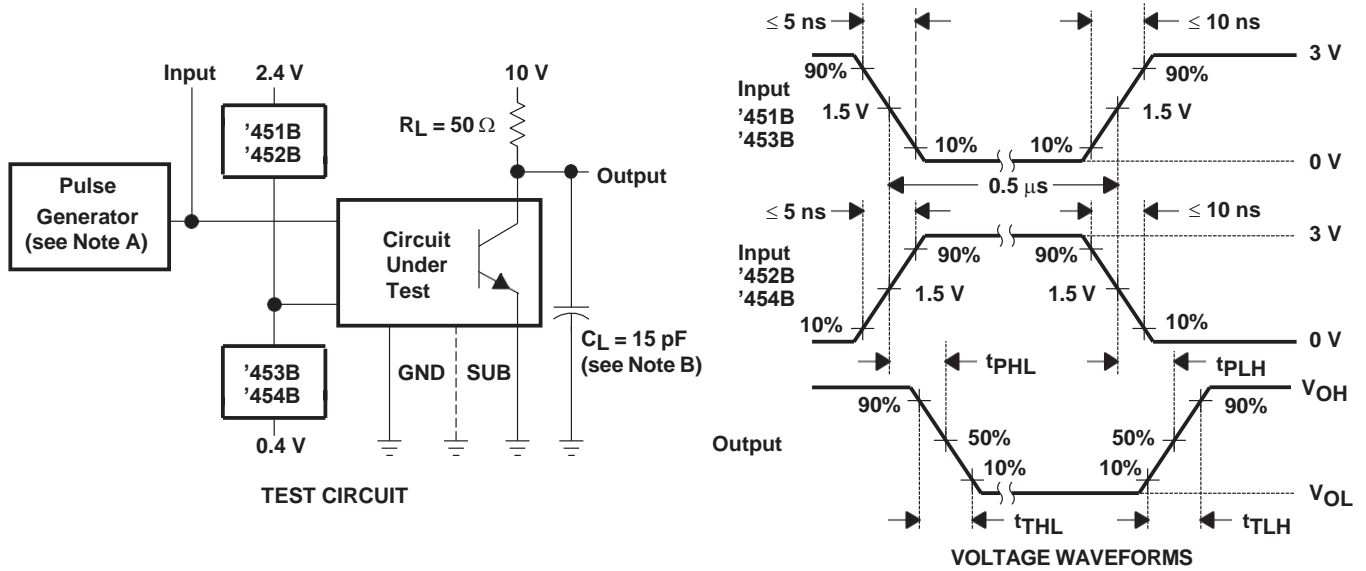 Input
2.4 V
10 V
'451B
'452B
R_L = 50 Ω
Pulse
Generator
(see Note A)
Output
Circuit
Under
Test
C_L = 15 pF
(see Note B)
'453B
'454B
GND
SUB
0.4 V
TEST CIRCUIT
≤ 5 ns
≤ 10 ns
3 V
90%
90%
Input
'451B
'453B
1.5 V
1.5 V
10%
10%
0 V
0.5 μs
≤ 5 ns
≤ 10 ns
3 V
90%
90%
Input
'452B
'454B
1.5 V
1.5 V
10%
10%
0 V
t_PHL
t_PLH
V_OH
90%
90%
Output
50%
50%
10%
10%
V_OL
t_THL
t_TLH
VOLTAGE WAVEFORMS